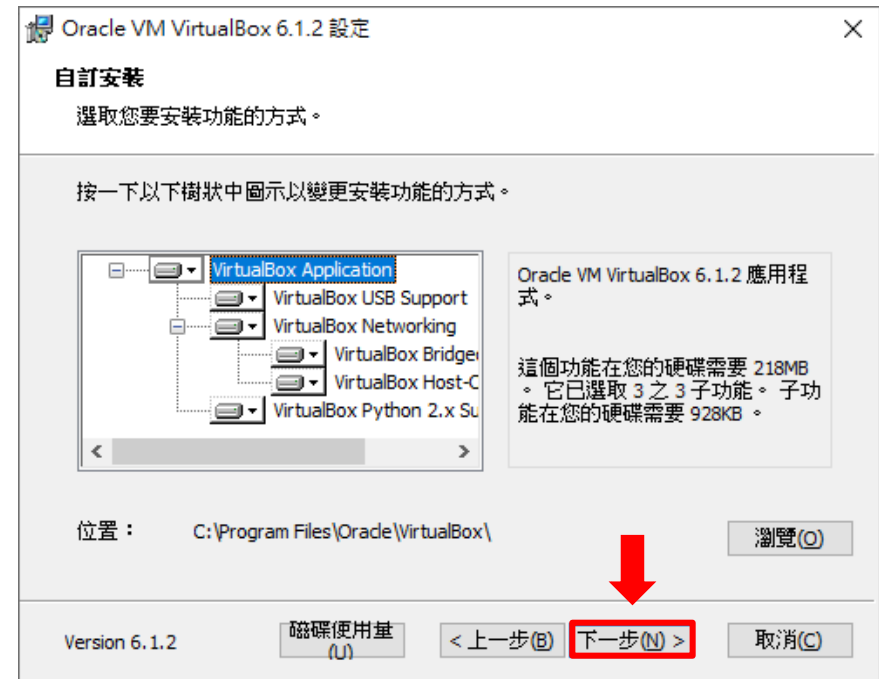 Oracle VM VirtualBox 6.1.2 設定
自訂安裝
選取您要安裝功能的方式。
按一下以下樹狀中圖示以變更安裝功能的方式。
VirtualBox Application
VirtualBox USB Support
VirtualBox Networking
VirtualBox Bridge
VirtualBox Host-C
VirtualBox Python 2.x Su
Oracle VM VirtualBox 6.1.2 應用程
式。
這個功能在您的硬碟需要 218MB
。 它已選取 3 之 3 子功能。 子功
能在您的硬碟需要 928KB 。
位置： C:\Program Files\Oracle\VirtualBox\
瀏覽(O)
Version 6.1.2
磁碟使用量
(U)
< 上一步(B)
下一步(N) >
取消(C)